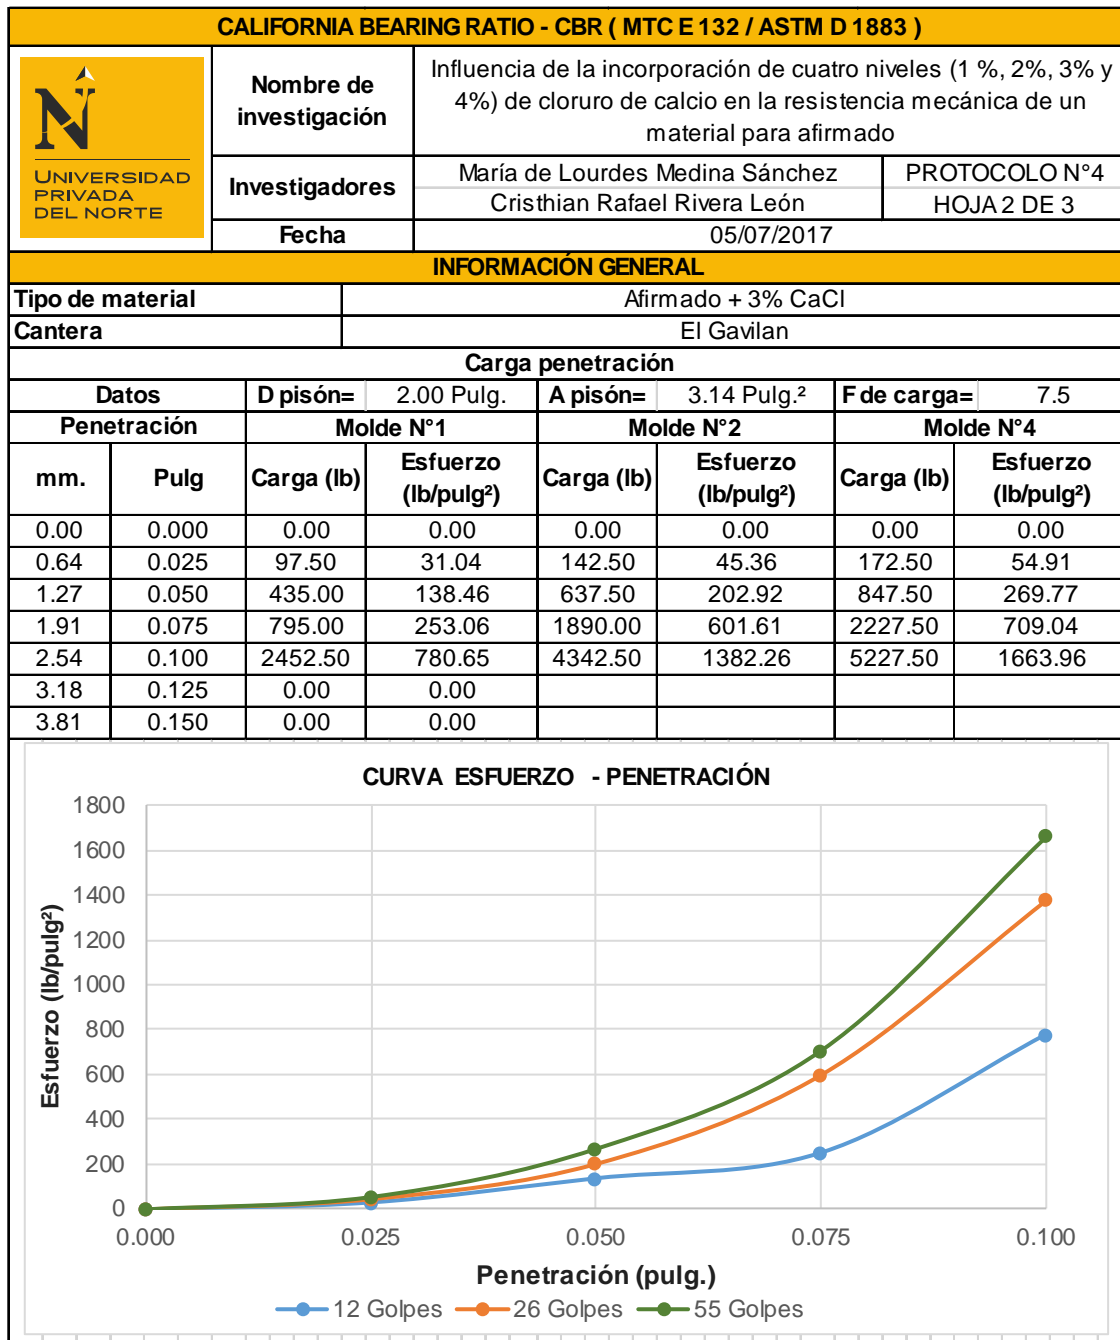 CALIFORNIA BEARING RATIO - CBR ( MTC E 132 / ASTM D 1883 )
N
UNIVERSIDAD
PRIVADA
DEL NORTE
Nombre de
investigación
Influencia de la incorporación de cuatro niveles (1 %, 2%, 3% y
4%) de cloruro de calcio en la resistencia mecánica de un
material para afirmado
Investigadores
María de Lourdes Medina Sánchez
PROTOCOLO N°4
Cristhian Rafael Rivera León
HOJA 2 DE 3
Fecha
05/07/2017
INFORMACIÓN GENERAL
Tipo de material Afirmado + 3% CaCl
Cantera El Gavilan
Carga penetración
Datos D pisón= 2.00 Pulg. A pisón= 3.14 Pulg.² F de carga= 7.5
Penetración Molde N°1 Molde N°2 Molde N°4
mm. Pulg Carga (lb) Esfuerzo (lb/pulg²) Carga (lb) Esfuerzo (lb/pulg²) Carga (lb) Esfuerzo (lb/pulg²)
0.00 0.000 0.00 0.00 0.00 0.00 0.00 0.00
0.64 0.025 97.50 31.04 142.50 45.36 172.50 54.91
1.27 0.050 435.00 138.46 637.50 202.92 847.50 269.77
1.91 0.075 795.00 253.06 1890.00 601.61 2227.50 709.04
2.54 0.100 2452.50 780.65 4342.50 1382.26 5227.50 1663.96
3.18 0.125 0.00 0.00
3.81 0.150 0.00 0.00
CURVA ESFUERZO - PENETRACIÓN
Esfuerzo (lb/pulg²)
1800
1600
1400
1200
1000
800
600
400
200
0
0.000 0.025 0.050 0.075 0.100
Penetración (pulg.)
12 Golpes 26 Golpes 55 Golpes